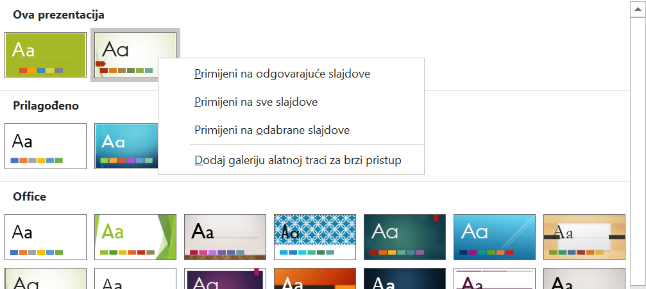 Ova prezentacija
Aa Aa
Primijeni na odgovarajuće slajdove
Primijeni na sve slajdove
Primijeni na odabrane slajdove
Dodaj galeriju alatnoj traci za brzi pristup
Prilagođeno
Aa Aa
Office
Aa Aa Aa Aa Aa Aa Aa
Aa Aa Aa Aa Aa Aa Aa